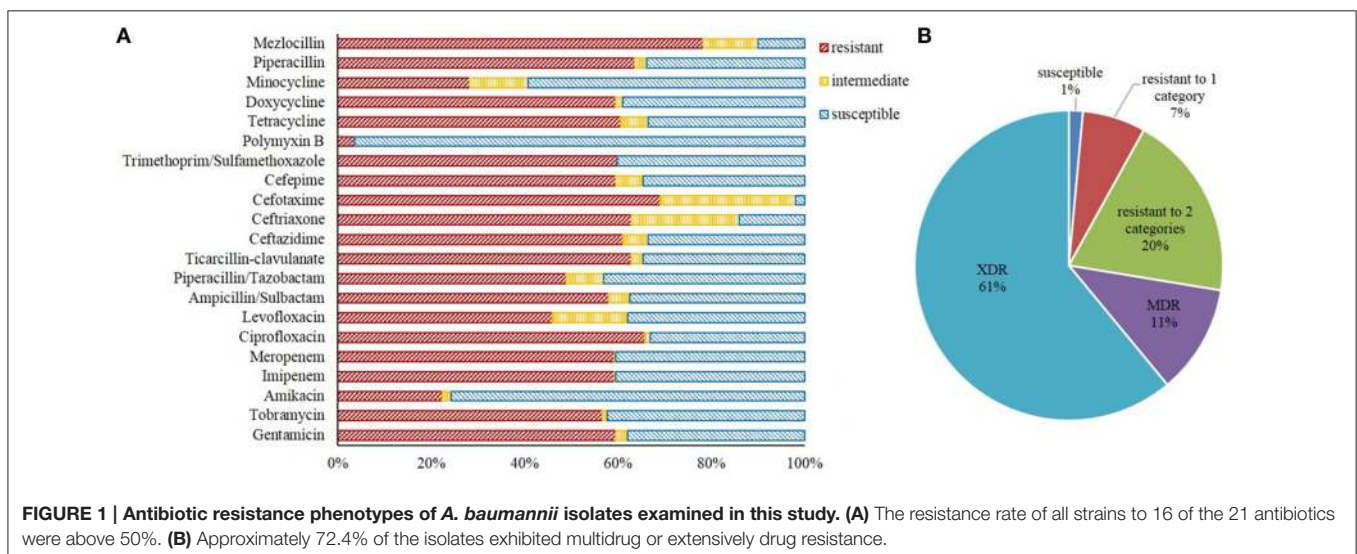 A
Mezlocillin
Piperacillin
Minocycline
Doxycycline
Tetracycline
Polymyxin B
Trimethoprim/Sulfamethoxazole
Cefepime
Cefotaxime
Ceftriaxone
Ceftazidime
Ticarcillin-clavulanate
Piperacillin/Tazobactam
Ampicillin/Sulbactam
Levofloxacin
Ciprofloxacin
Meropenem
Imipenem
Amikacin
Tobramycin
Gentamicin
0% 20% 40% 60% 80% 100%
resistant
intermediate
susceptible
B
susceptible
1%
resistant to 1
category
7%
resistant to 2
categories
20%
MDR
11%
XDR
61%
FIGURE 1 | Antibiotic resistance phenotypes of A. baumannii isolates examined in this study. (A) The resistance rate of all strains to 16 of the 21 antibiotics
were above 50%. (B) Approximately 72.4% of the isolates exhibited multidrug or extensively drug resistance.